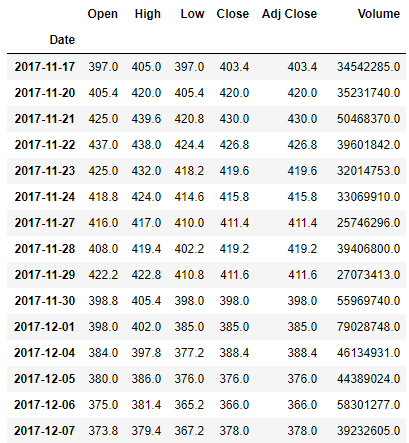 Open High Low Close Adj Close Volume
Date
2017-11-17 397.0 405.0 397.0 403.4 403.4 34542285.0
2017-11-20 405.4 420.0 405.4 420.0 420.0 35231740.0
2017-11-21 425.0 439.6 420.8 430.0 430.0 50468370.0
2017-11-22 437.0 438.0 424.4 426.8 426.8 39601842.0
2017-11-23 425.0 432.0 418.2 419.6 419.6 32014753.0
2017-11-24 418.8 424.0 414.6 415.8 415.8 33069910.0
2017-11-27 416.0 417.0 410.0 411.4 411.4 25746296.0
2017-11-28 408.0 419.4 402.2 419.2 419.2 39406800.0
2017-11-29 422.2 422.8 410.8 411.6 411.6 27073413.0
2017-11-30 398.8 405.4 398.0 398.0 398.0 55969740.0
2017-12-01 398.0 402.0 385.0 385.0 385.0 79028748.0
2017-12-04 384.0 397.8 377.2 388.4 388.4 46134931.0
2017-12-05 380.0 386.0 376.0 376.0 376.0 44389024.0
2017-12-06 375.0 381.4 365.2 366.0 366.0 58301277.0
2017-12-07 373.8 379.4 367.2 378.0 378.0 39232605.0